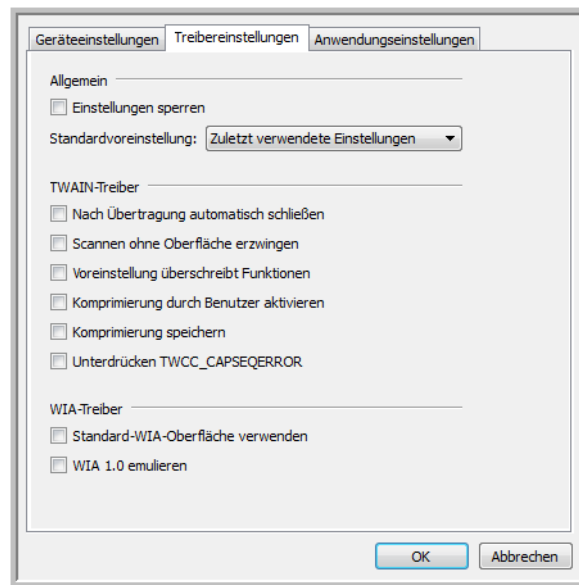 Geräteeinstellungen Treibereinstellungen Anwendungseinstellungen
Allgemein
Einstellungen sperren
Standardvoreinstellung: Zuletzt verwendete Einstellungen
TWAIN-Treiber
Nach Übertragung automatisch schließen
Scannen ohne Oberfläche erzwingen
Voreinstellung überschreibt Funktionen
Komprimierung durch Benutzer aktivieren
Komprimierung speichern
Unterdrücken TWCC_CAPSEQERROR
WIA-Treiber
Standard-WIA-Oberfläche verwenden
WIA 1.0 emulieren
OK Abbrechen